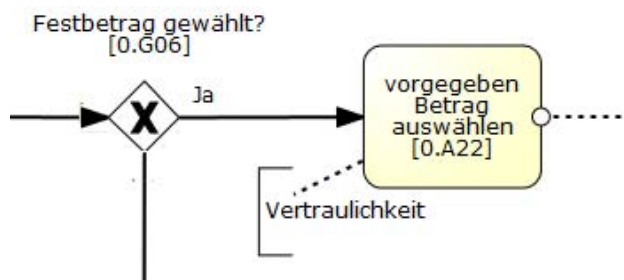 Festbetrag gewählt?
[0.G06]
Ja
vorgegeben
Betrag
auswählen
[0.A22]
Vertraulichkeit